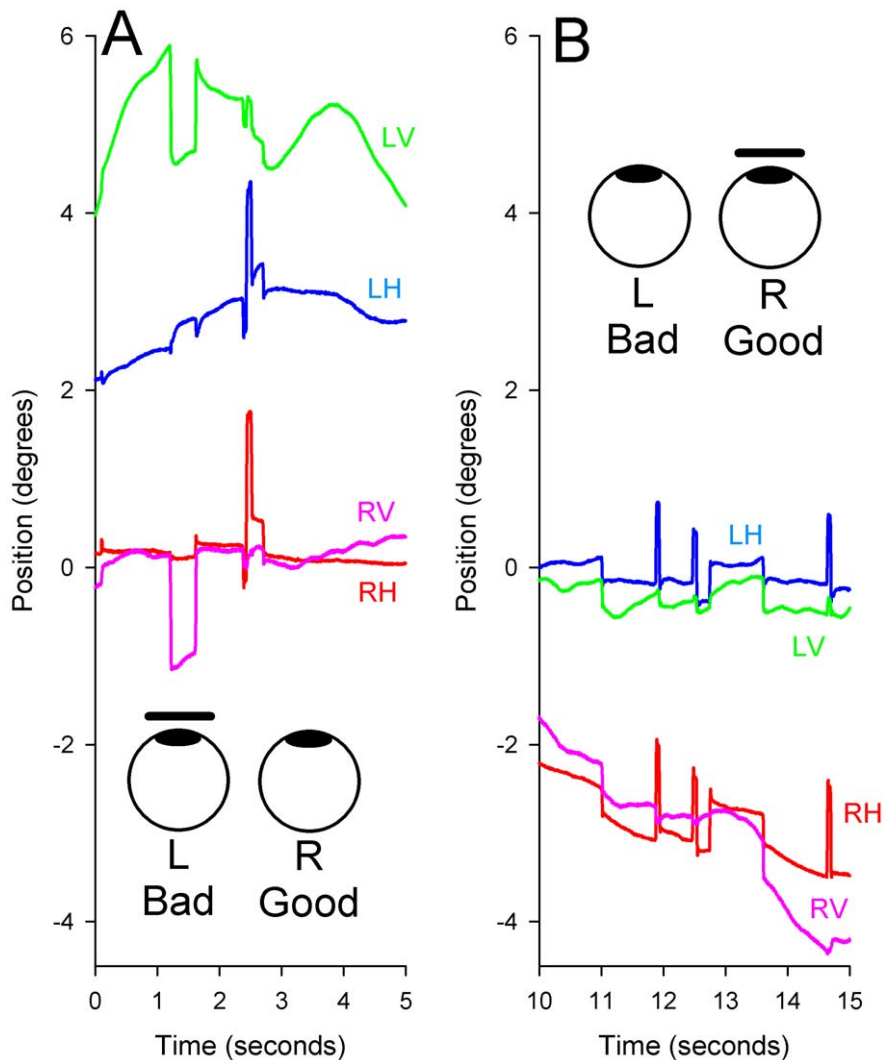 A
6
4
2
0
-2
-4
Position (degrees)
LV
LH
RV
RH
L R
Bad Good
0 1 2 3 4 5
Time (seconds)
B
6
4
2
0
-2
-4
Position (degrees)
L R
Bad Good
LH
LV
RH
RV
10 11 12 13 14 15
Time (seconds)